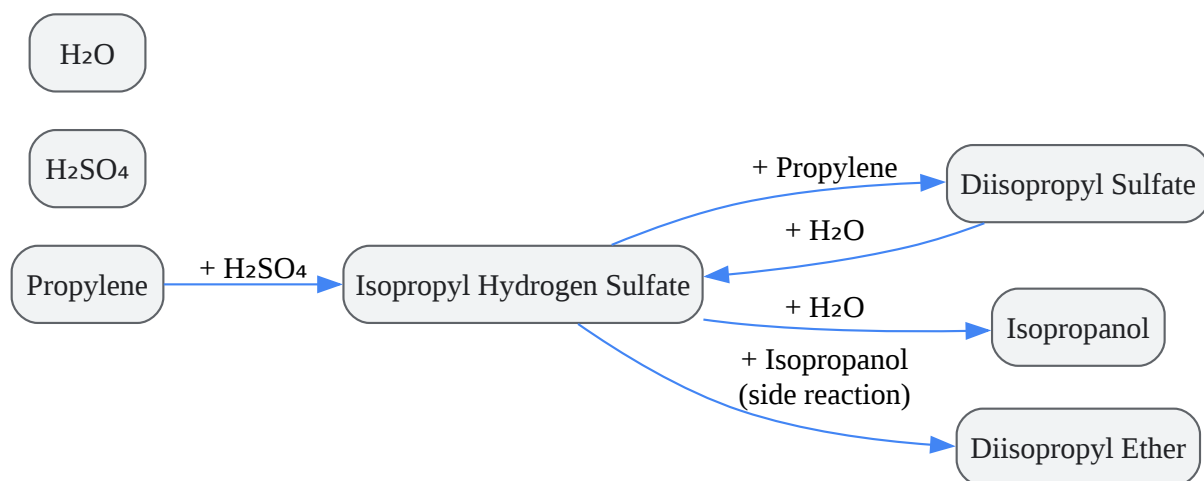 H₂O
H₂SO₄
Propylene
+ H₂SO₄
Isopropyl Hydrogen Sulfate
+ Propylene
Diisopropyl Sulfate
+ H₂O
+ H₂O
Isopropanol
+ Isopropanol
(side reaction)
Diisopropyl Ether